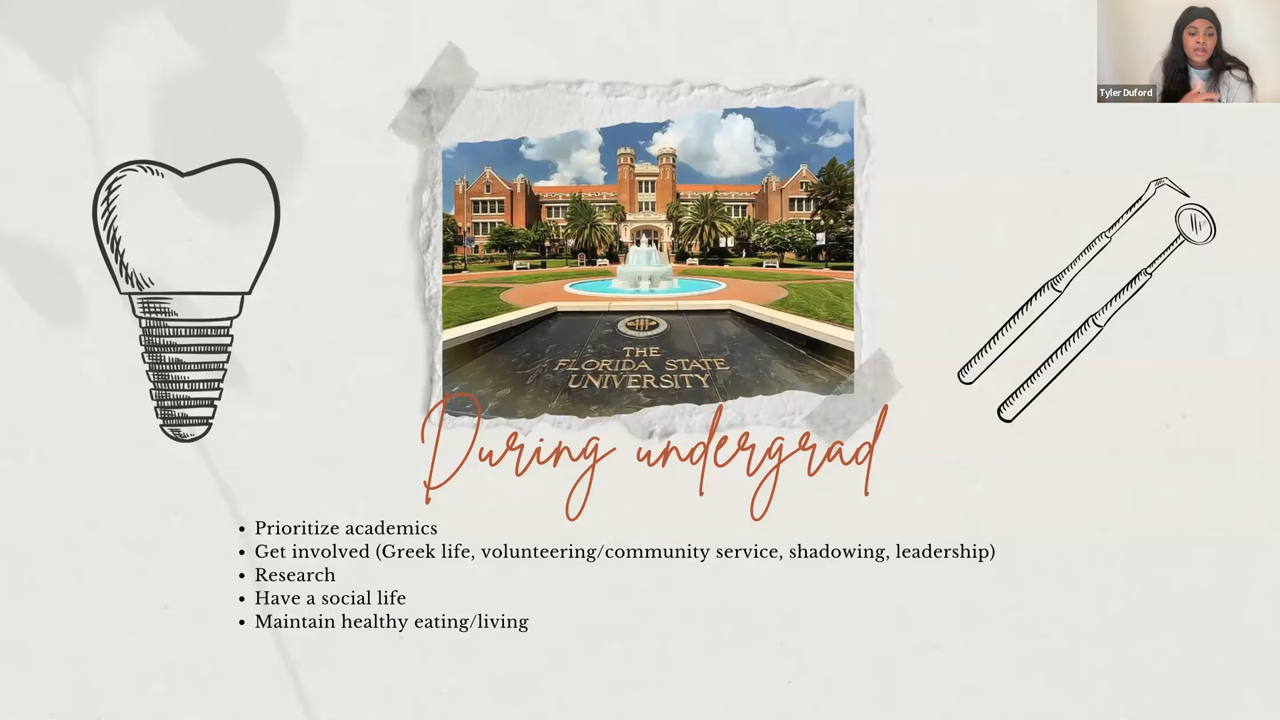 Tyler Duford
THE
FLORIDA STATE
UNIVERSITY
During undergrad
• Prioritize academics
• Get involved (Greek life, volunteering/community service, shadowing, leadership)
• Research
• Have a social life
• Maintain healthy eating/living